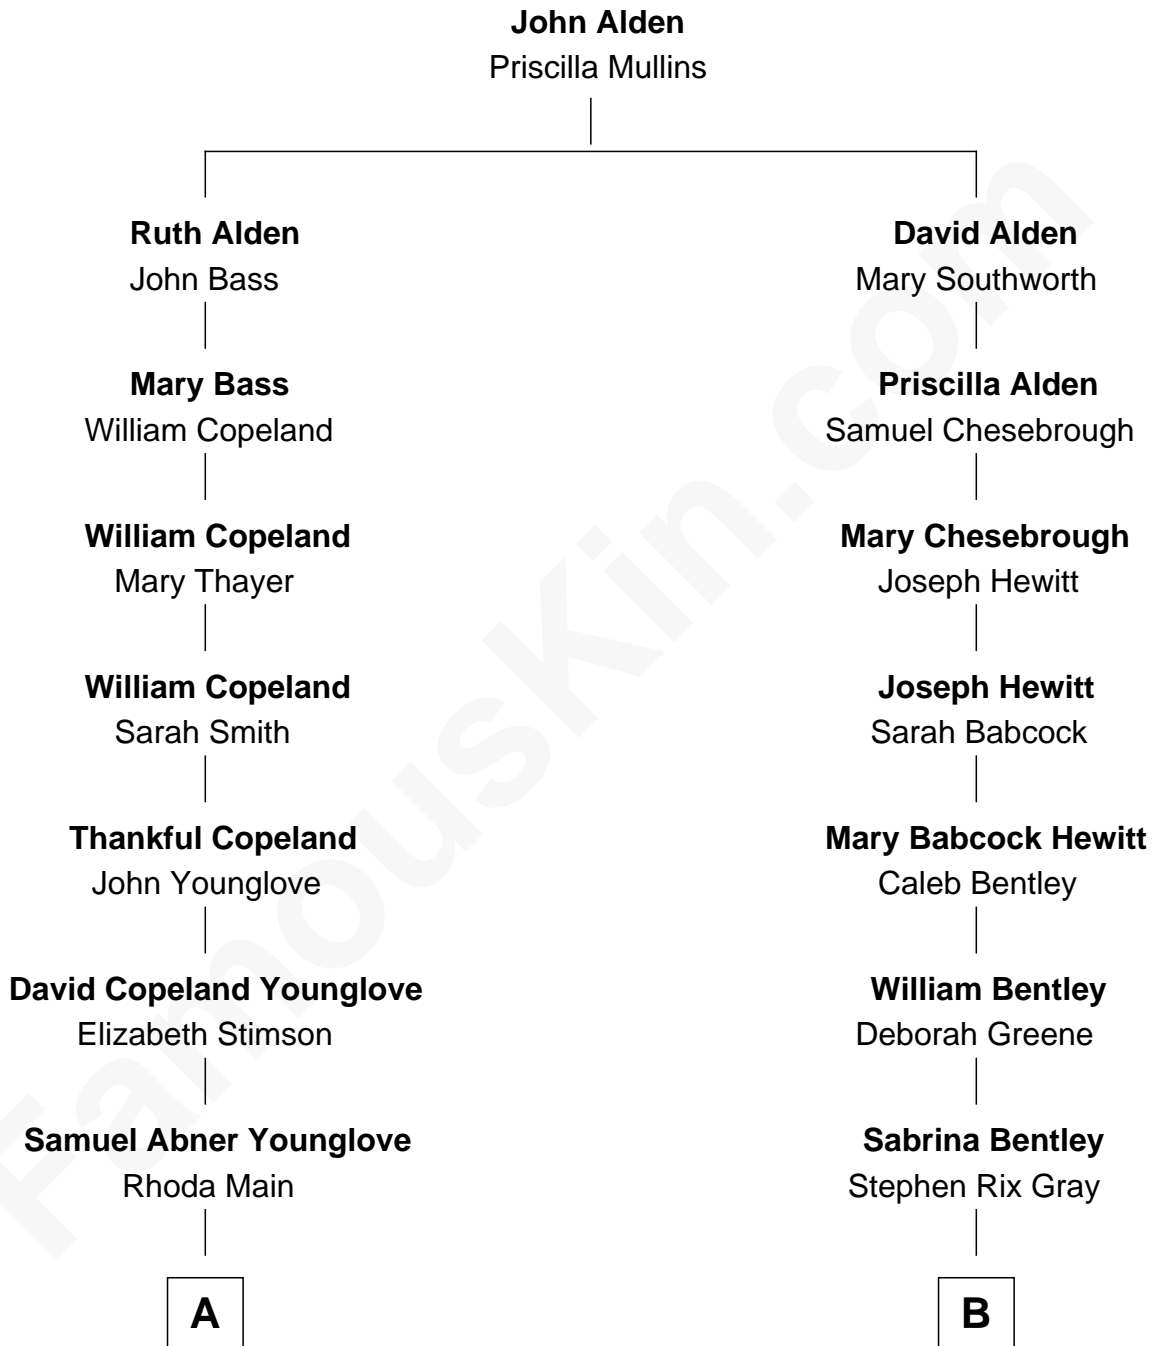 John Alden
Priscilla Mullins
Ruth Alden
John Bass
David Alden
Mary Southworth
Mary Bass
William Copeland
Priscilla Alden
Samuel Chesebrough
William Copeland
Mary Thayer
Mary Chesebrough
Joseph Hewitt
William Copeland
Sarah Smith
Joseph Hewitt
Sarah Babcock
Thankful Copeland
John Younglove
Mary Babcock Hewitt
Caleb Bentley
David Copeland Younglove
Elizabeth Stimson
William Bentley
Deborah Greene
Samuel Abner Younglove
Rhoda Main
Sabrina Bentley
Stephen Rix Gray
A
B
FamousKin.com